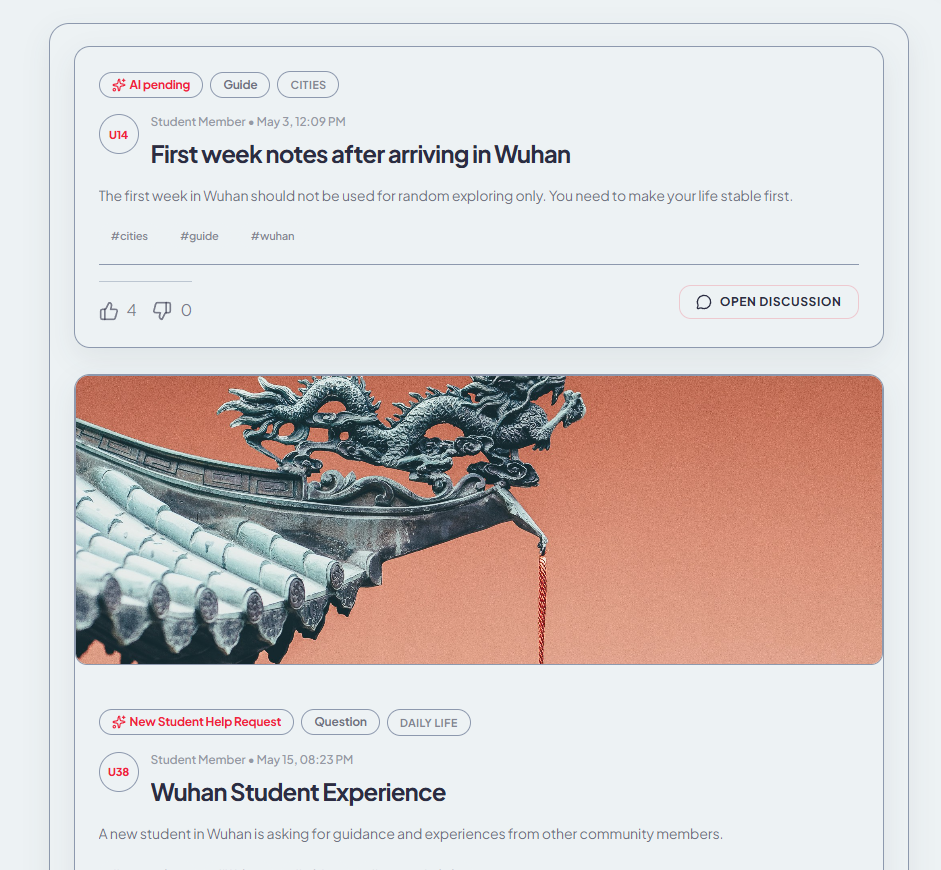 AI pending
Guide
CITIES
U14
Student Member • May 3, 12:09 PM
First week notes after arriving in Wuhan
The first week in Wuhan should not be used for random exploring only. You need to make your life stable first.
#cities
#guide
#wuhan
4
0
OPEN DISCUSSION
New Student Help Request
Question
DAILY LIFE
U38
Student Member • May 15, 08:23 PM
Wuhan Student Experience
A new student in Wuhan is asking for guidance and experiences from other community members.